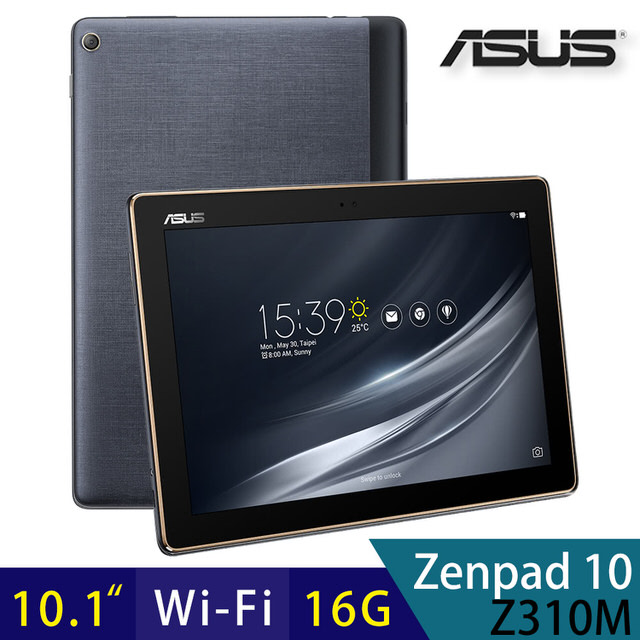 ASUS®
ASUS
15:39
25°C
Mon, May 30, Taipei
8:00 AM, Sunny
Swipe to unlock
Zenpad 10
10.1“ Wi-Fi 16G
Z310M